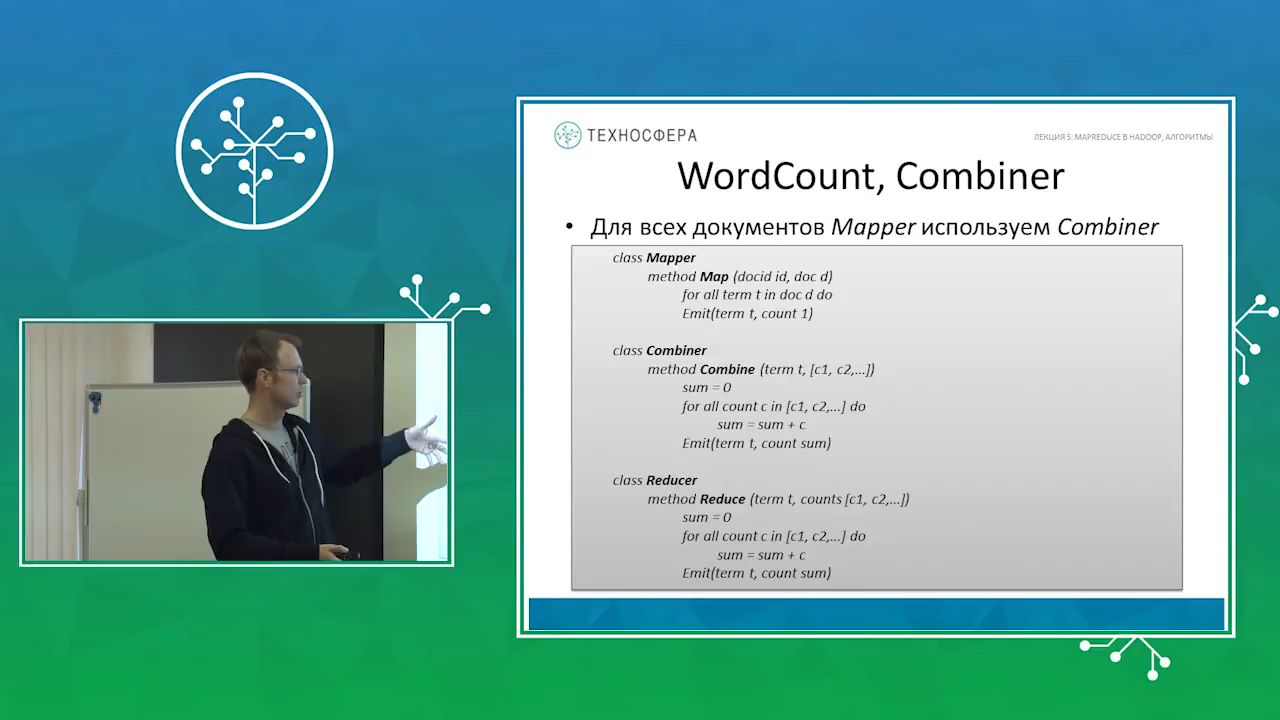 ТЕХНОСФЕРА
ЛЕКЦИЯ 5: MAPREDUCE В HADOOP, АЛГОРИТМЫ
WordCount, Combiner
• Для всех документов Mapper используем Combiner
class Mapper
method Map (docid id, doc d)
for all term t in doc d do
Emit(term t, count 1)
class Combiner
method Combine (term t, [c1, c2,...])
sum = 0
for all count c in [c1, c2,...] do
sum = sum + c
Emit(term t, count sum)
class Reducer
method Reduce (term t, counts [c1, c2,...])
sum = 0
for all count c in [c1, c2,...] do
sum = sum + c
Emit(term t, count sum)